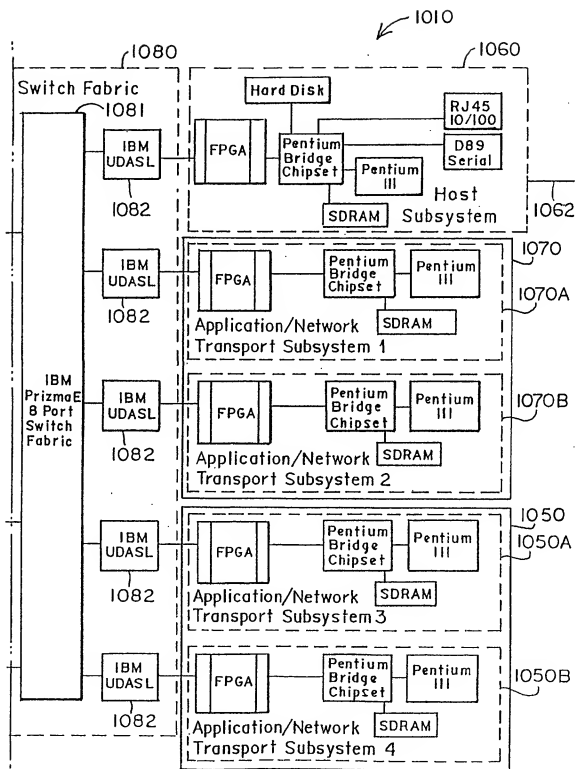 1010
1080
1060
Switch Fabric
1081
Hard Disk
RJ45
10/100
IBM
UDASL
FPGA
Pentium
Bridge
Chipset
D89
Serial
Pentium
III
Host
Subsystem
1082
SDRAM
1062
1070
IBM
UDASL
FPGA
Pentium
Bridge
Chipset
Pentium
III
1070A
1082
SDRAM
Application/Network
Transport Subsystem 1
IBM
PrizmaE
8 Port
Switch
Fabric
IBM
UDASL
FPGA
Pentium
Bridge
Chipset
Pentium
III
1070B
1082
SDRAM
Application/Network
Transport Subsystem 2
1050
IBM
UDASL
FPGA
Pentium
Bridge
Chipset
Pentium
III
1050A
1082
SDRAM
Application/Network
Transport Subsystem 3
IBM
UDASL
FPGA
Pentium
Bridge
Chipset
Pentium
III
1050B
1082
SDRAM
Application/Network
Transport Subsystem 4